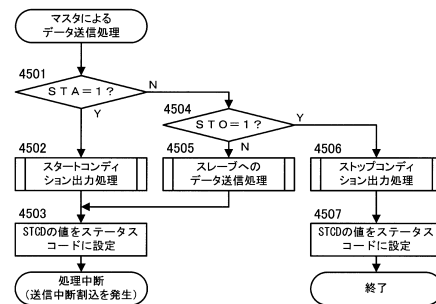 マスタによる
データ送信処理
4501
STA=1?
N
Y
4504
STO=1?
Y
N
4502
スタートコンディ
ション出力処理
4505
スレーブへの
データ送信処理
4506
ストップコンディ
ション出力処理
4503
STCDの値をステータス
コードに設定
4507
STCDの値をステータス
コードに設定
処理中断
(送信中断割込を発生)
終了